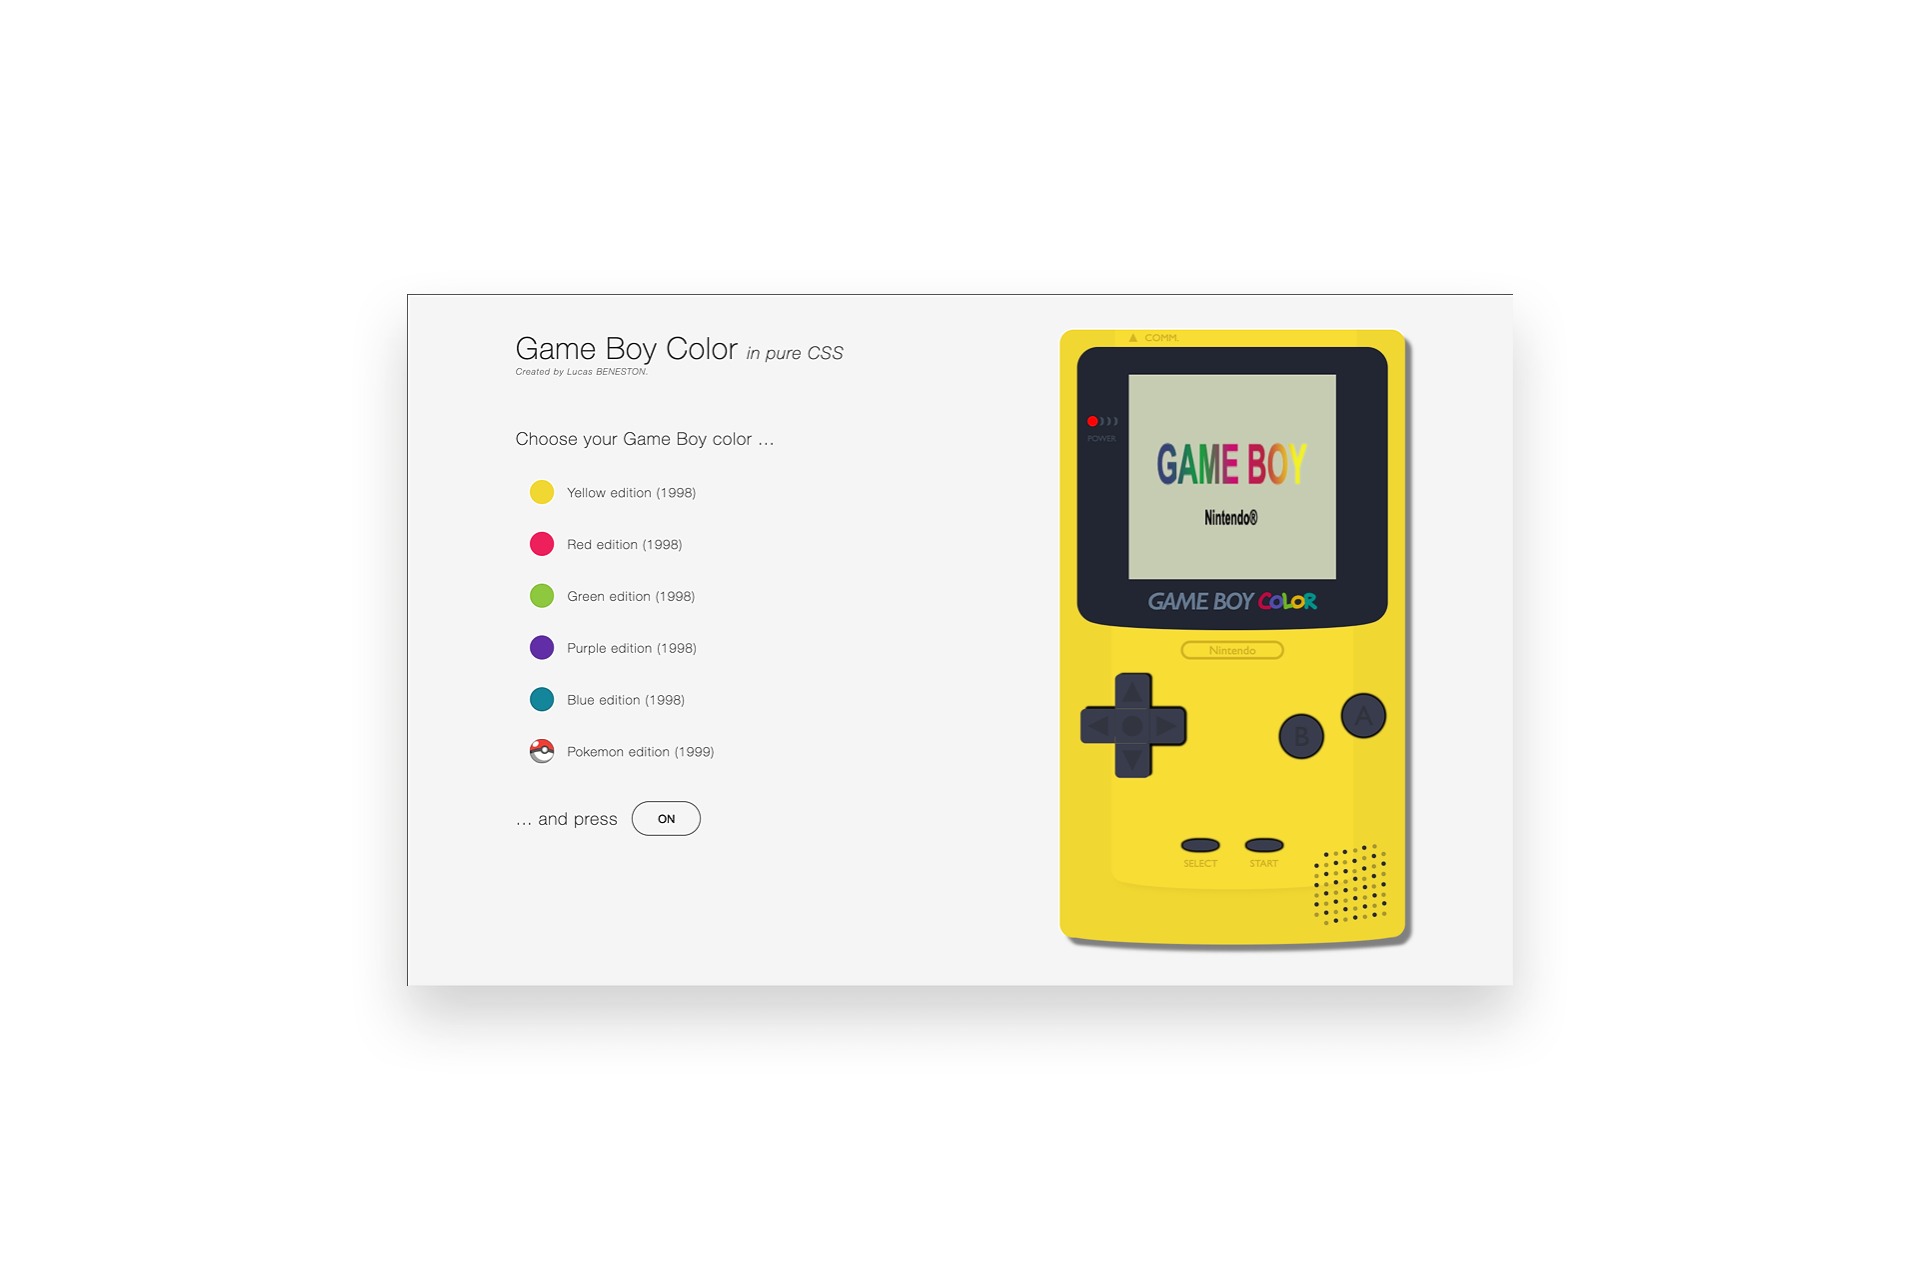 Game Boy Color in pure CSS
Created by Lucas BENESTON.
Choose your Game Boy color ...
Yellow edition (1998)
Red edition (1998)
Green edition (1998)
Purple edition (1998)
Blue edition (1998)
Pokemon edition (1999)
... and press ON
COMM.
POWER
GAME BOY
Nintendo®
GAME BOY COLOR
Nintendo
A
B
SELECT START